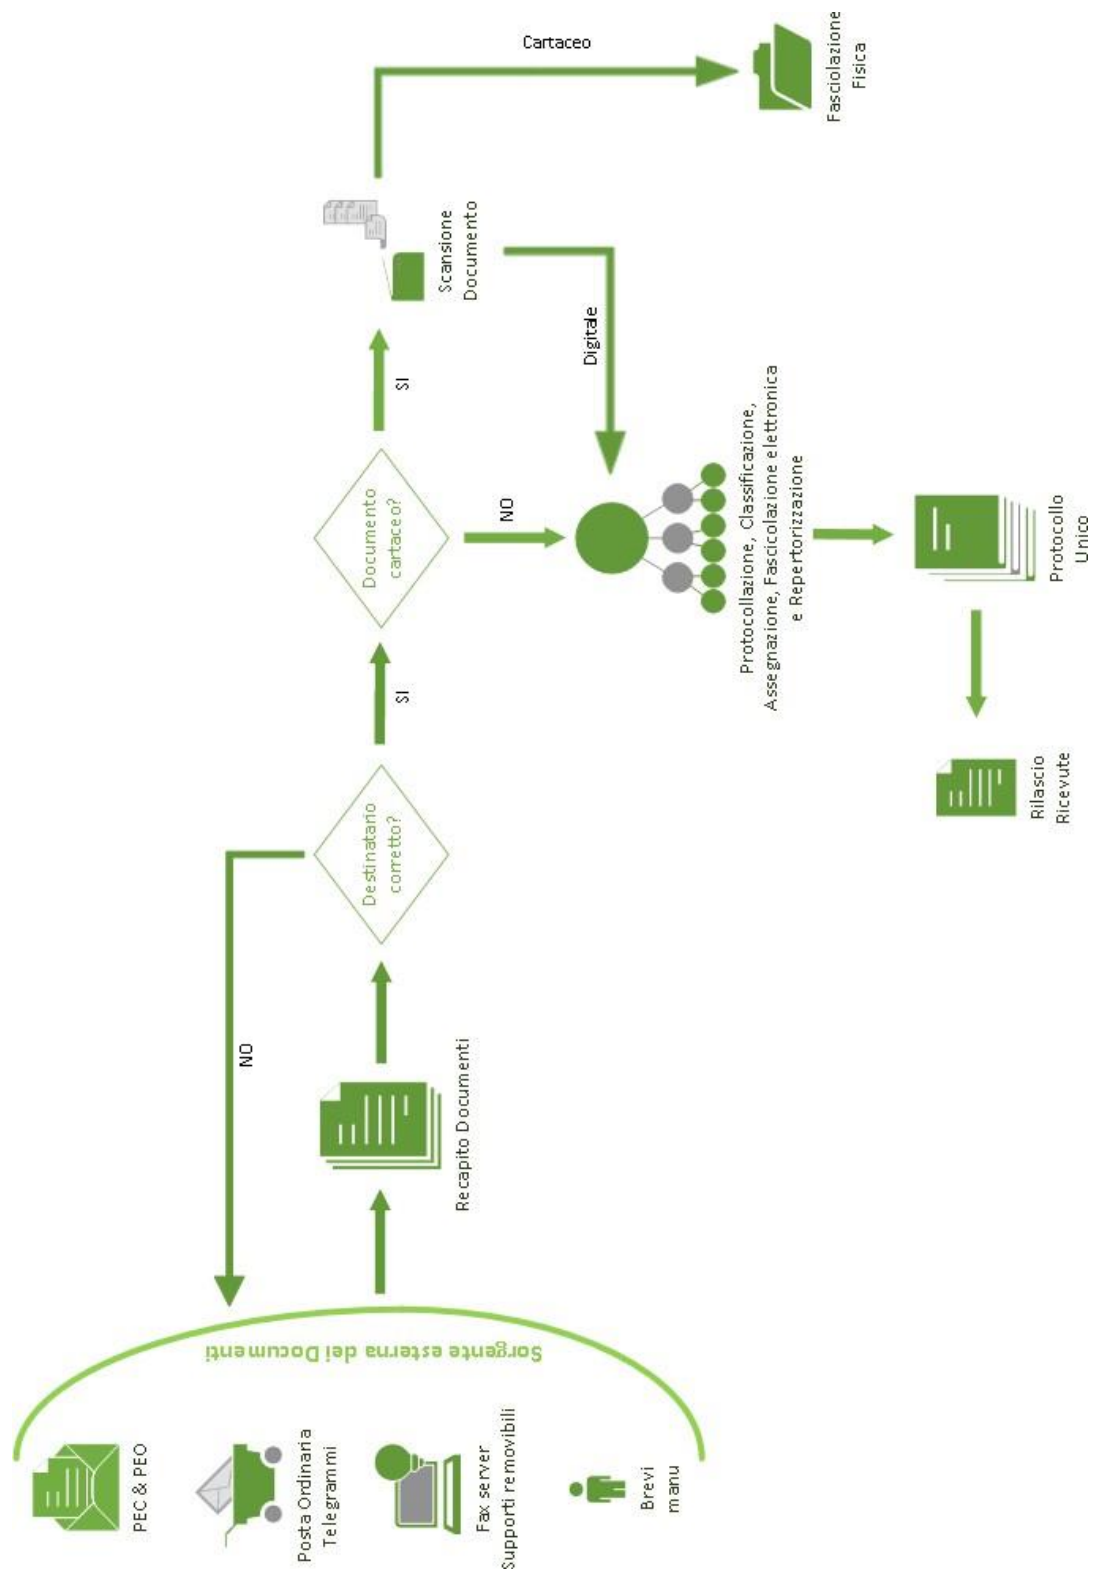 PEC & PEO
Posta Ordinaria
Telegrammi
Fax server
Supporti removibili
Brevi
manu
Sorgente esterna dei Documenti
Recapito Documenti
NO
Destinatario
corretto?
SI
Documento
cartaceo?
SI
NO
Scansione
Documento
Cartaceo
Digitale
Fasciolazione
Fisica
Protocollazione, Classificazione,
Assegnazione, Fascicolazione elettronica
e Repertorizzazione
Protocollo
Unico
Rilascio
Ricevute